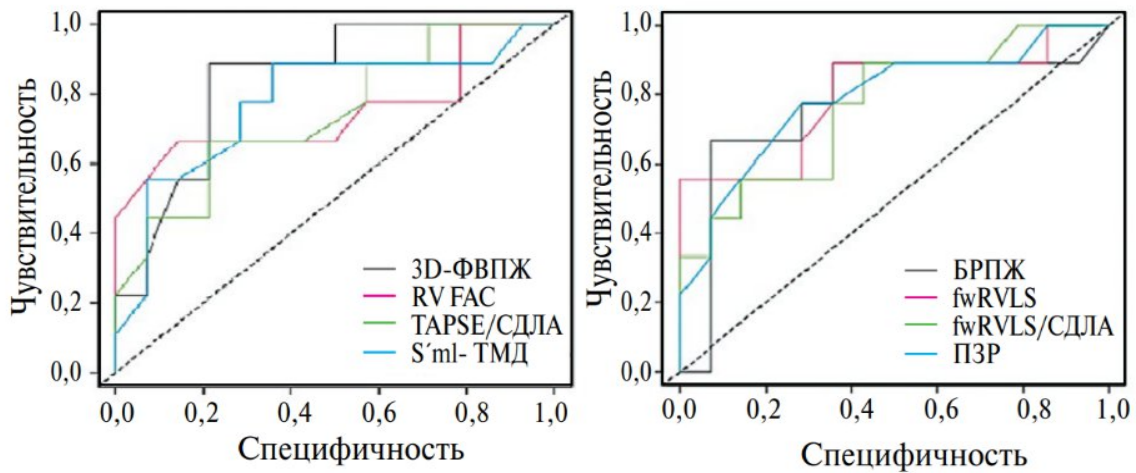 Чувствительность
1,0
0,8
0,6
0,4
0,2
0,0
3D-ФВПЖ
RV FAC
TAPSE/СДЛА
S´ml- ТМД
0,0 0,2 0,4 0,6 0,8 1,0
Специфичность
Чувствительность
1,0
0,8
0,6
0,4
0,2
0,0
БРПЖ
fwRVLS
fwRVLS/СДЛА
ПЗР
0,0 0,2 0,4 0,6 0,8 1,0
Специфичность